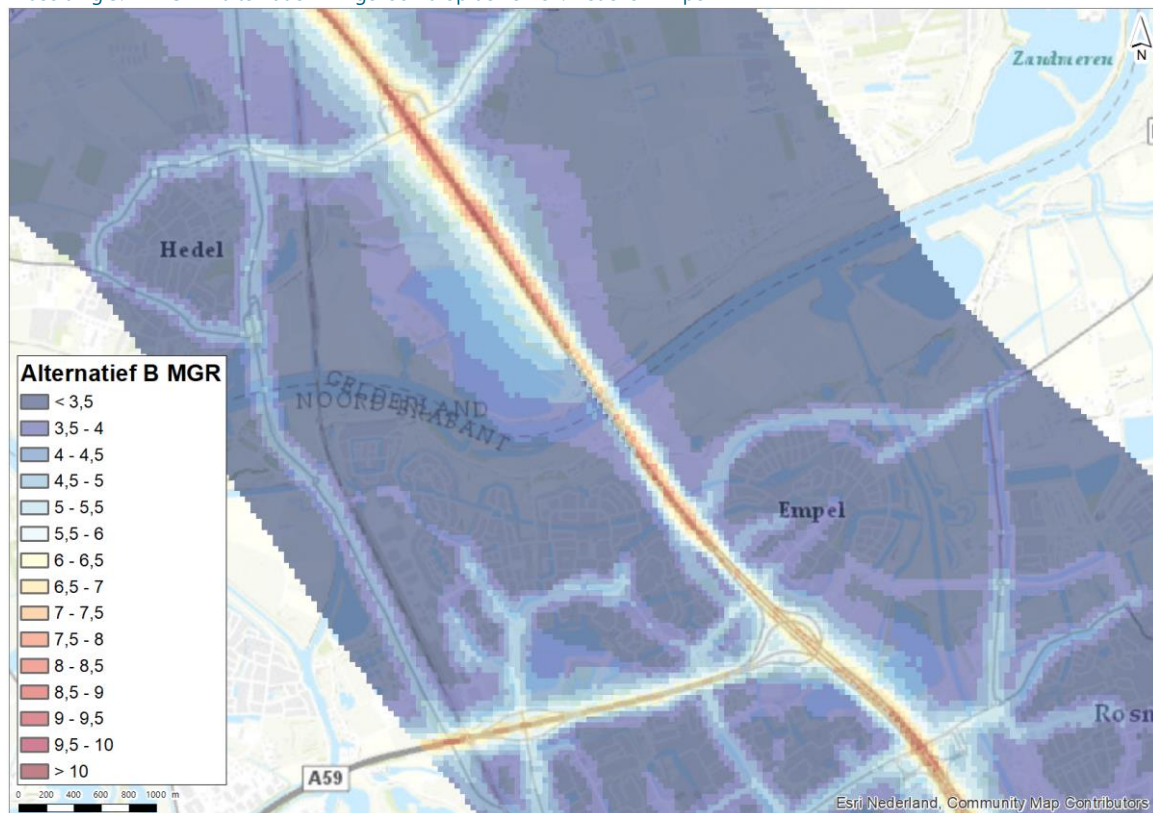 Zandmeren
N
Hedel
GELDERLAND
NOORD-BRABANT
Empel
Rosm
A59
Alternatief B MGR
< 3,5
3,5 - 4
4 - 4,5
4,5 - 5
5 - 5,5
5,5 - 6
6 - 6,5
6,5 - 7
7 - 7,5
7,5 - 8
8 - 8,5
8,5 - 9
9 - 9,5
9,5 - 10
> 10
0 200 400 600 800 1000 m
Esri Nederland, Community Map Contributors